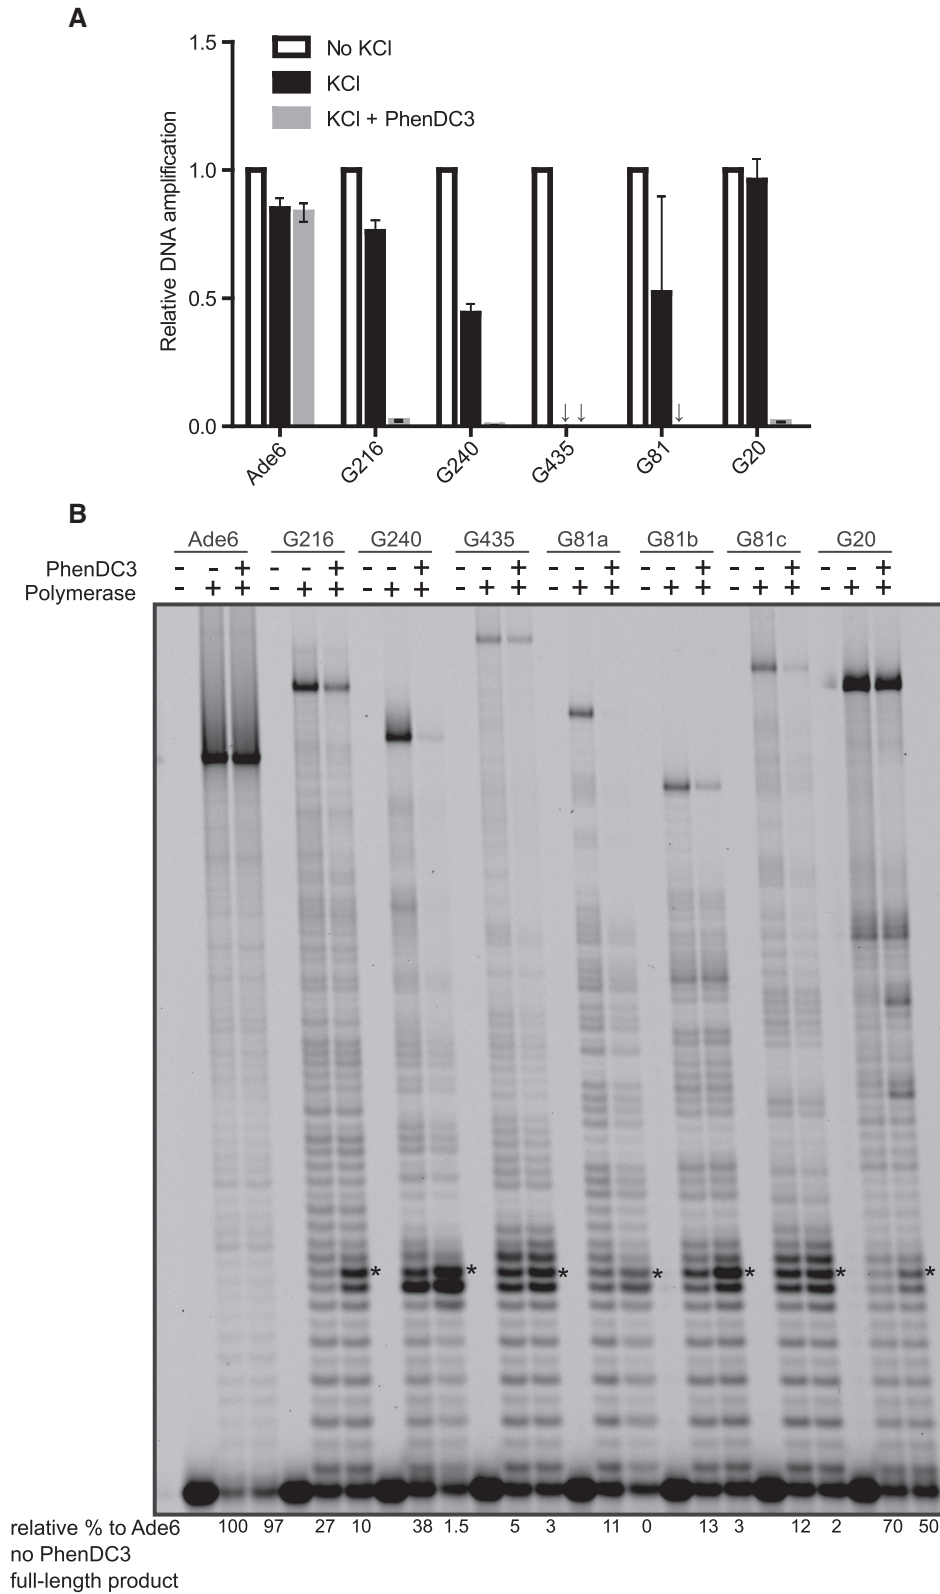 A
1.5
1.0
0.5
0.0
Relative DNA amplification
No KCl
KCl
KCl + PhenDC3
↓ ↓
↓
Ade6 G216 G240 G435 G81 G20
B
Ade6 G216 G240 G435 G81a G81b G81c G20
PhenDC3 - - + - - + - - + - - + - - + - - + - - + - - +
Polymerase - + + - + + - + + - + + - + + - + + - + + - + +
* * * * * * *
relative % to Ade6 100 97 27 10 38 1.5 5 3 11 0 13 3 12 2 70 50
no PhenDC3
full-length product